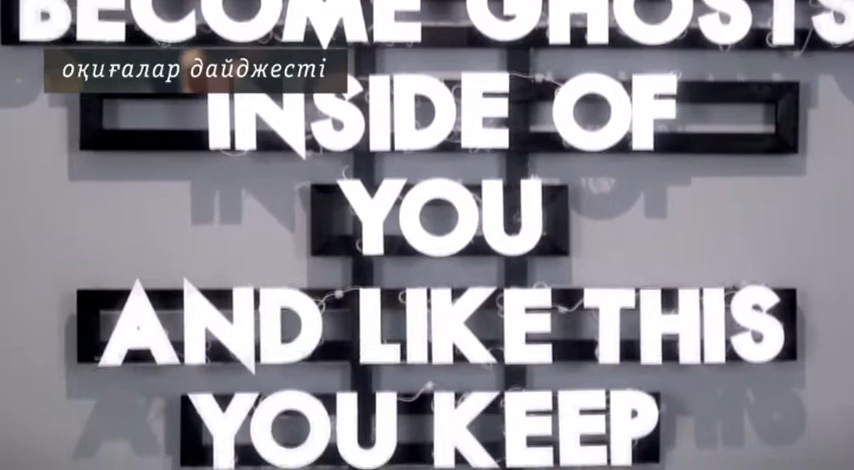 BECOME GHOSTS
оқиғалар дайджесті
INSIDE OF
YOU
AND LIKE THIS
YOU KEEP